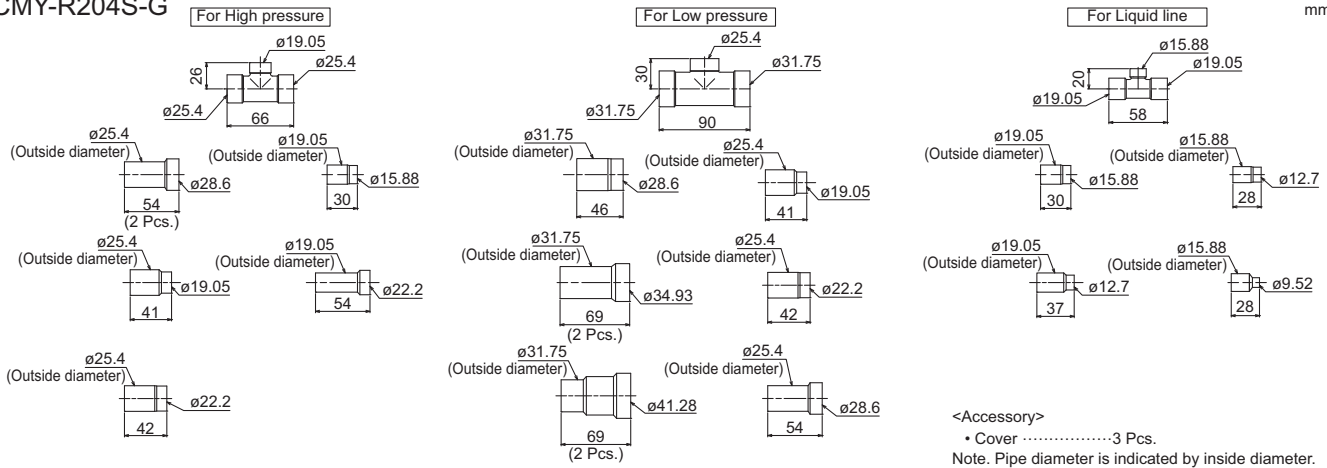 CMY-R204S-G
For High pressure
For Low pressure
For Liquid line
mm
ø19.05
ø25.4
26
ø25.4
66
ø25.4
(Outside diameter)
ø28.6
54
(2 Pcs.)
ø19.05
(Outside diameter)
ø15.88
30
ø25.4
(Outside diameter)
ø19.05
41
ø19.05
(Outside diameter)
ø22.2
54
ø25.4
(Outside diameter)
ø22.2
42
ø25.4
30
ø31.75
ø31.75
90
ø31.75
(Outside diameter)
ø28.6
46
ø25.4
(Outside diameter)
ø19.05
41
ø31.75
(Outside diameter)
ø34.93
69
(2 Pcs.)
ø25.4
(Outside diameter)
ø22.2
42
ø31.75
(Outside diameter)
ø41.28
69
(2 Pcs.)
ø25.4
(Outside diameter)
ø28.6
54
ø15.88
20
ø19.05
ø19.05
58
ø19.05
(Outside diameter)
ø15.88
30
ø15.88
(Outside diameter)
ø12.7
28
ø19.05
(Outside diameter)
ø12.7
37
ø15.88
(Outside diameter)
ø9.52
28
<Accessory>
• Cover ·················3 Pcs.
Note. Pipe diameter is indicated by inside diameter.